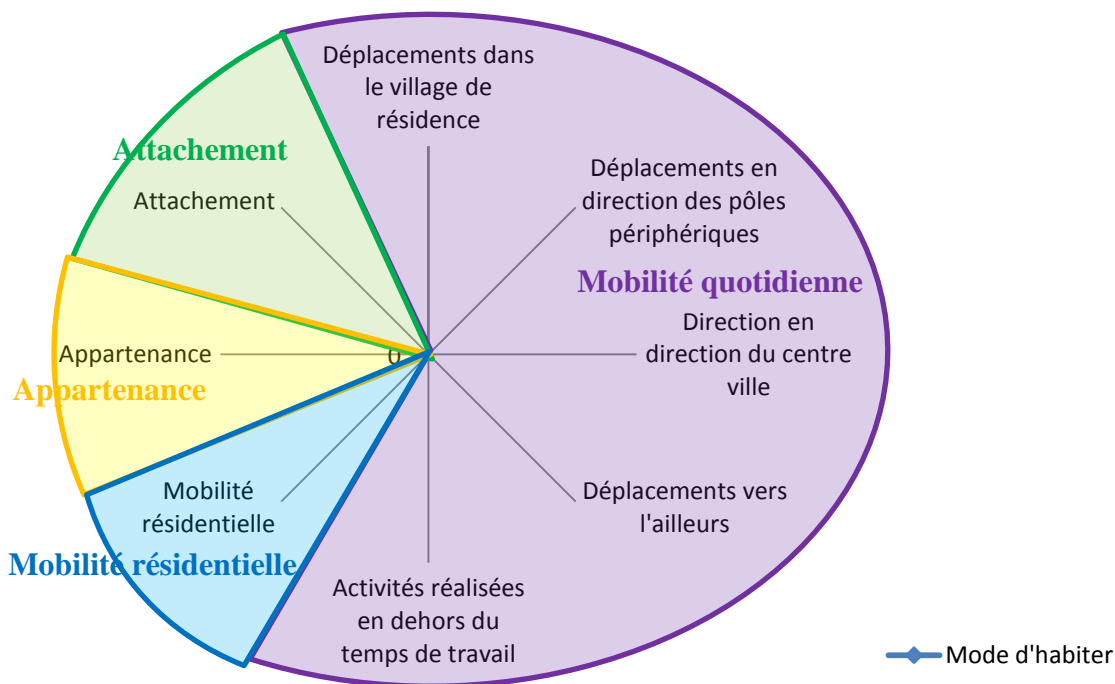 Déplacements dans
le village de
résidence
Attachement
Attachement
Déplacements en
direction des pôles
périphériques
Mobilité quotidienne
Direction en
direction du centre
ville
Appartenance
0
Appartenance
Mobilité
résidentielle
Déplacements vers
l'ailleurs
Mobilité résidentielle
Activités réalisées
en dehors du
temps de travail
Mode d'habiter